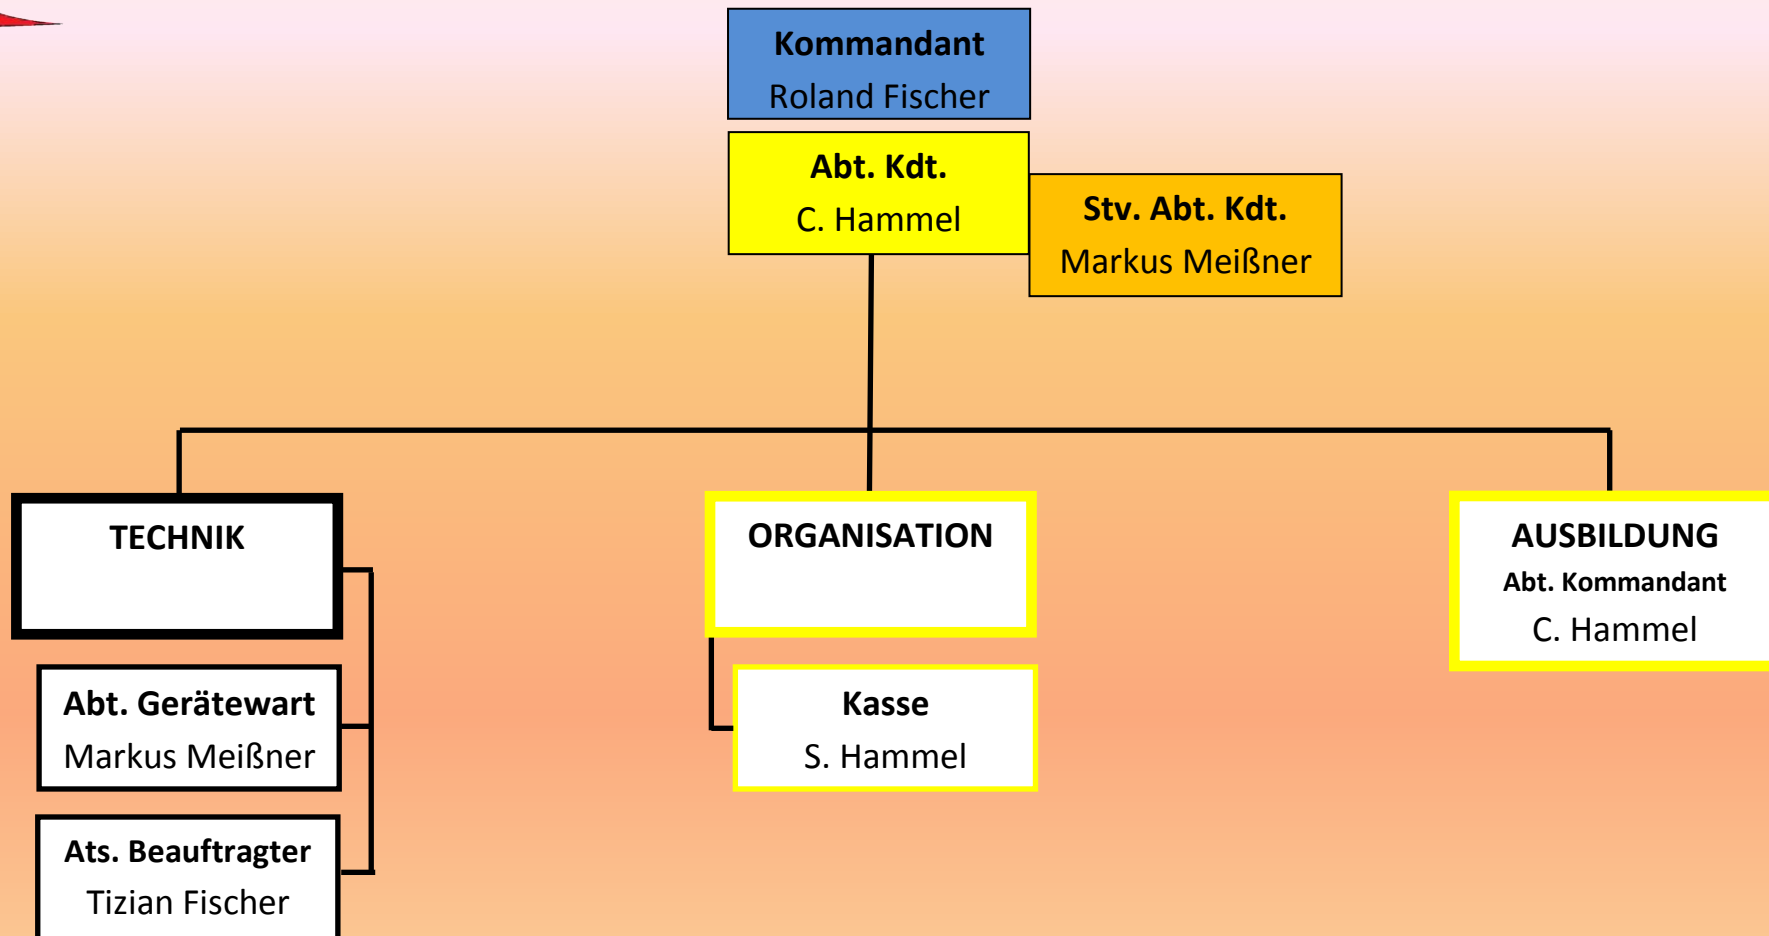 Kommandant
Roland Fischer
Abt. Kdt.
C. Hammel
Stv. Abt. Kdt.
Markus Meißner
TECHNIK
Abt. Gerätewart
Markus Meißner
Ats. Beauftragter
Tizian Fischer
ORGANISATION
Kasse
S. Hammel
AUSBILDUNG
Abt. Kommandant
C. Hammel